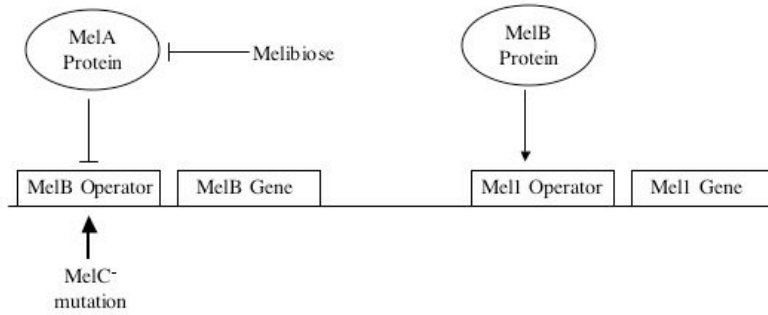 MelA
Protein
Melibiose
MelB
Protein
MelB Operator
MelB Gene
Mel1 Operator
Mel1 Gene
MelC-
mutation